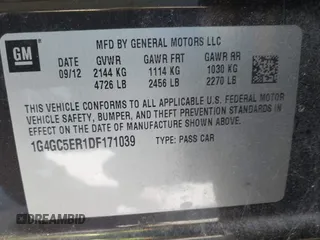 GM
MFD BY GENERAL MOTORS LLC
DATE GVWR GAWR FRT GAWR RR
09/12 2144 KG 1114 KG 1030 KG
4726 LB 2456 LB 2270 LB
THIS VEHICLE CONFORMS TO ALL APPLICABLE U.S. FEDERAL MOTOR
VEHICLE SAFETY, BUMPER, AND THEFT PREVENTION STANDARDS IN
EFFECT ON THE DATE OF MANUFACTURE SHOWN ABOVE.
1G4GC5ER1DF171039 TYPE: PASS CAR
DREAMBID